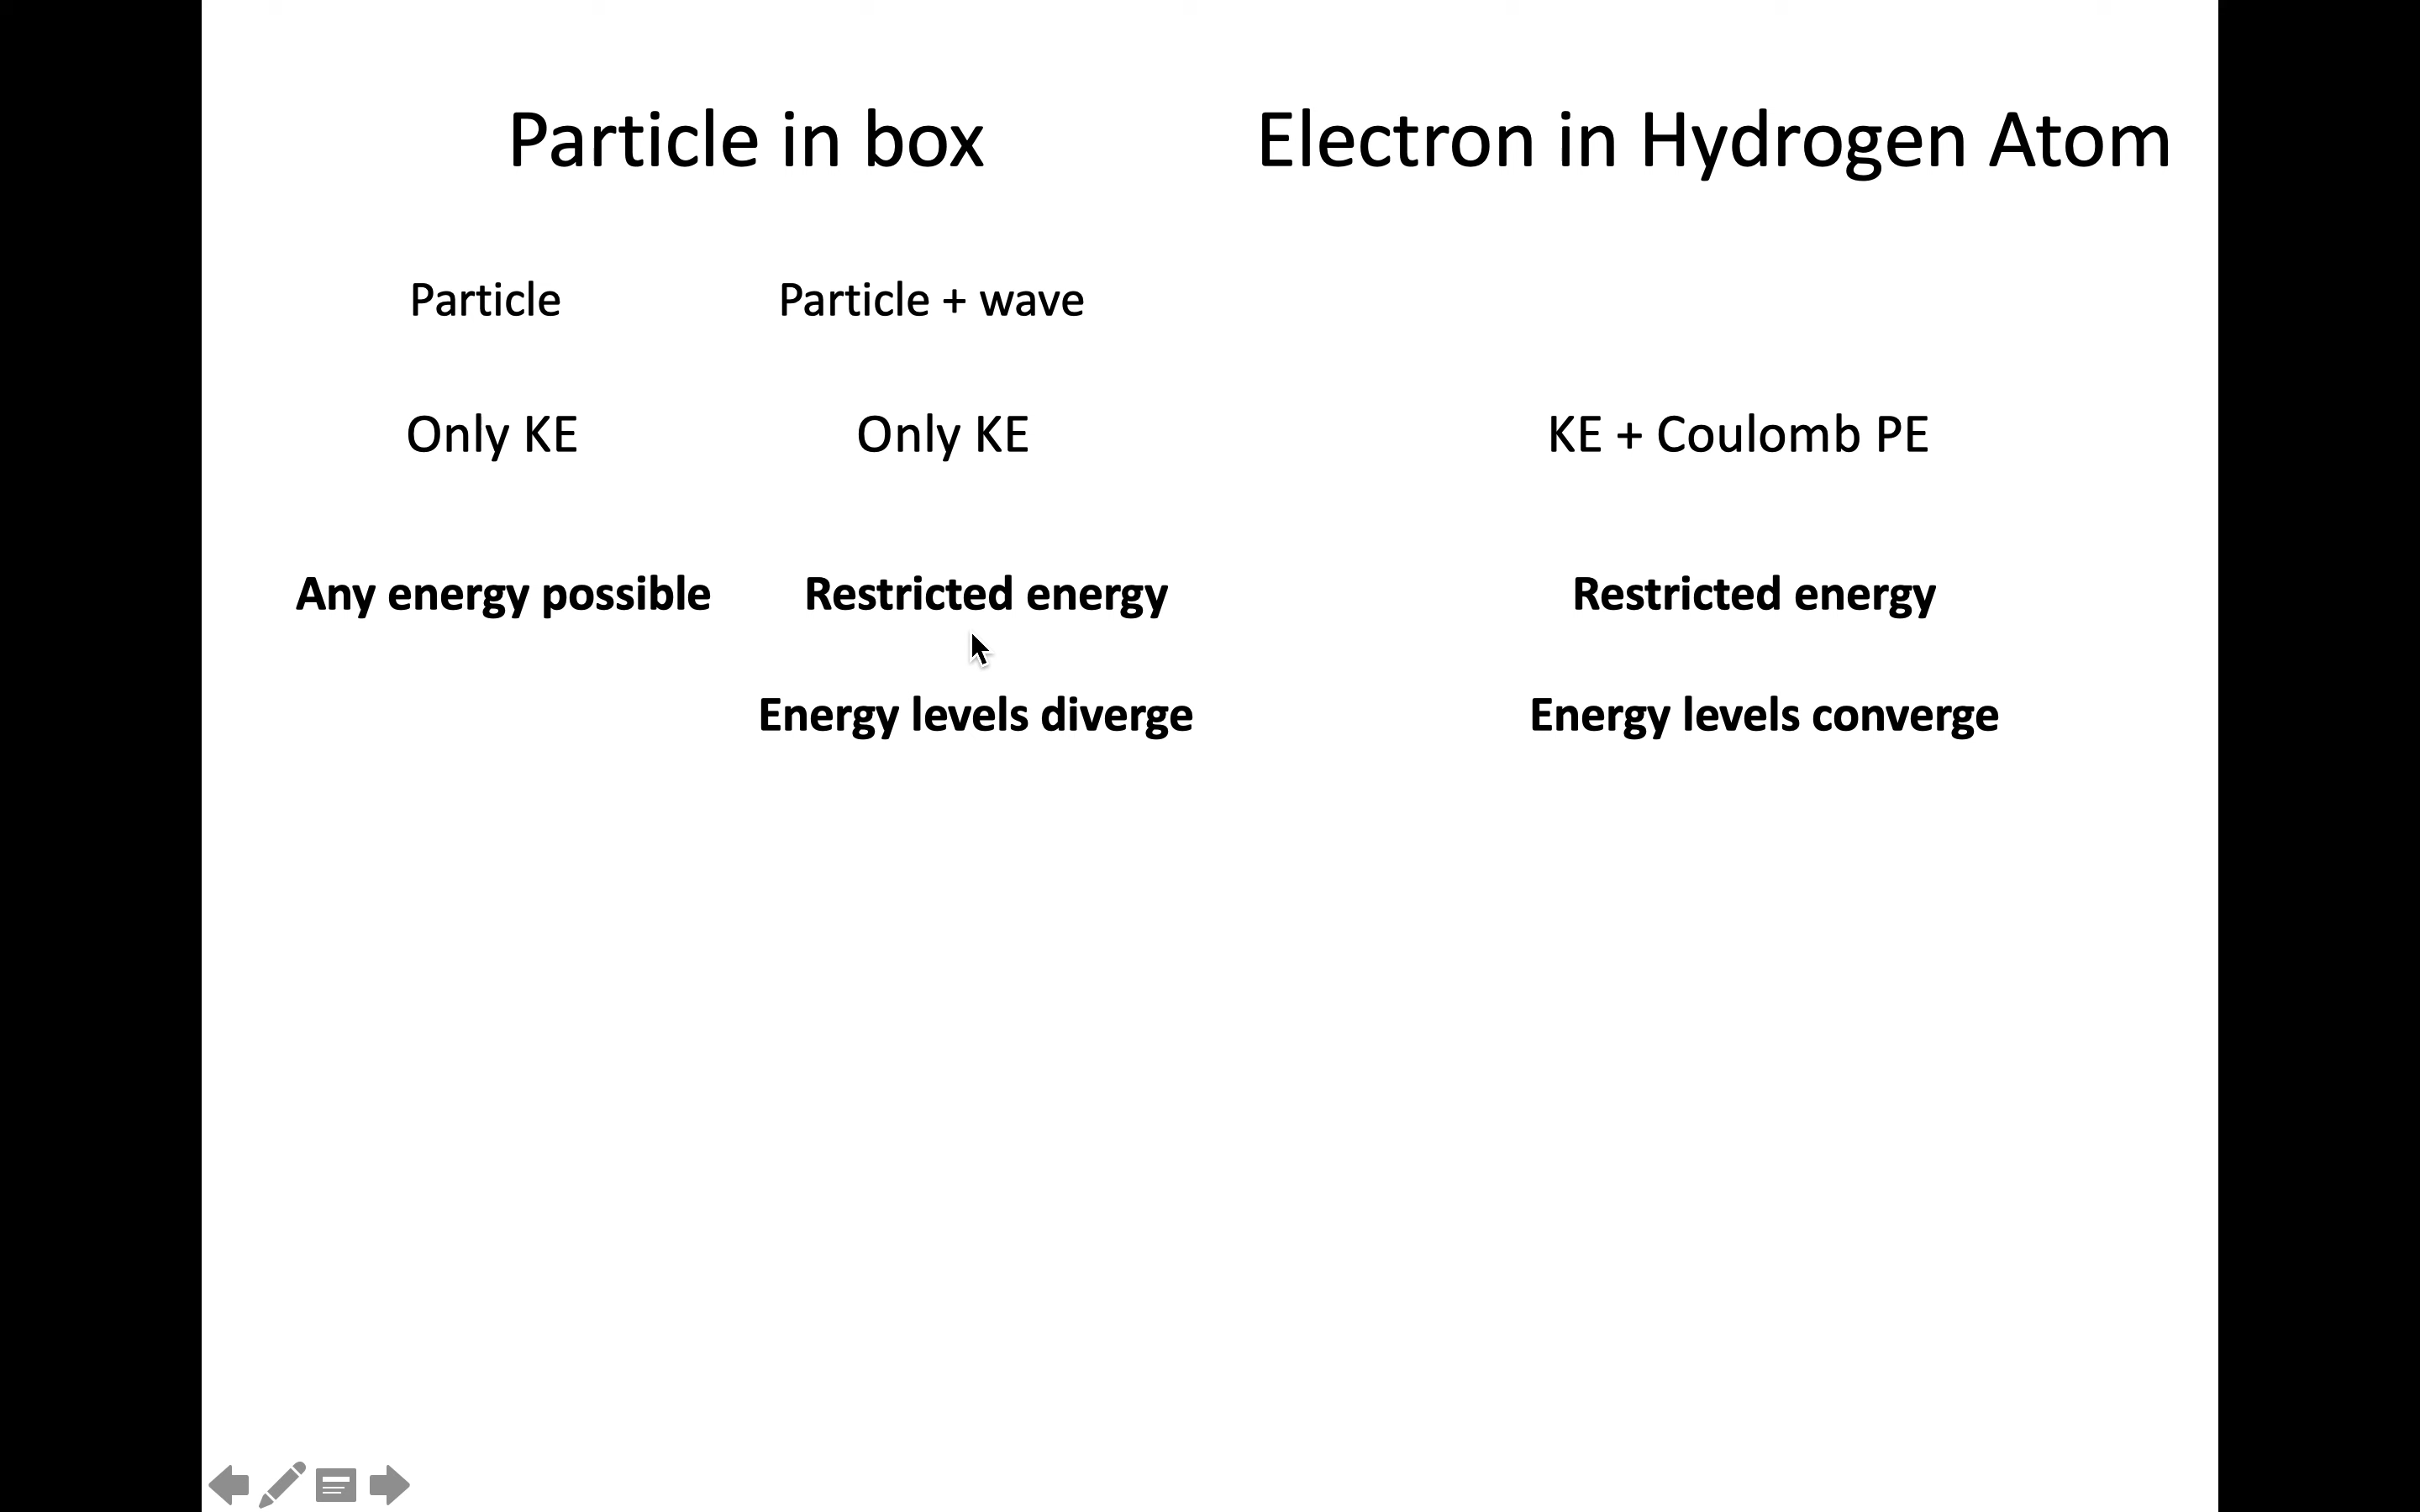 Particle in box Electron in Hydrogen Atom
Particle Particle + wave
Only KE Only KE KE + Coulomb PE
Any energy possible Restricted energy Restricted energy
Energy levels diverge Energy levels converge